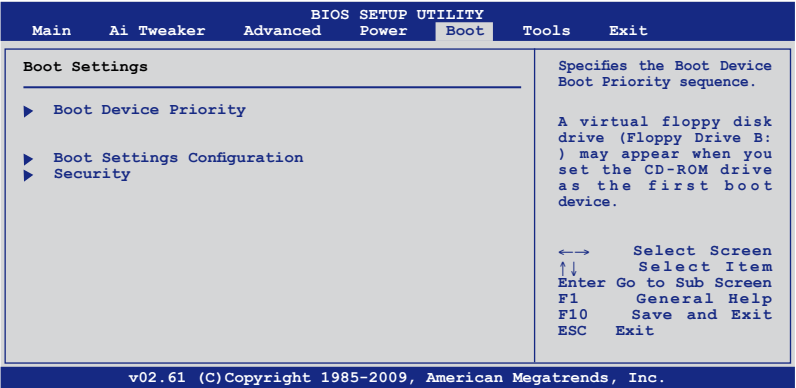 BIOS SETUP UTILITY
Main Ai Tweaker Advanced Power Boot Tools Exit
Boot Settings
Boot Device Priority
Boot Settings Configuration
Security
Specifies the Boot Device
Boot Priority sequence.
A virtual floppy disk
drive (Floppy Drive B:
) may appear when you
set the CD-ROM drive
as the first boot
device.
←→ Select Screen
↑↓ Select Item
Enter Go to Sub Screen
F1 General Help
F10 Save and Exit
ESC Exit
v02.61 (C)Copyright 1985-2009, American Megatrends, Inc.